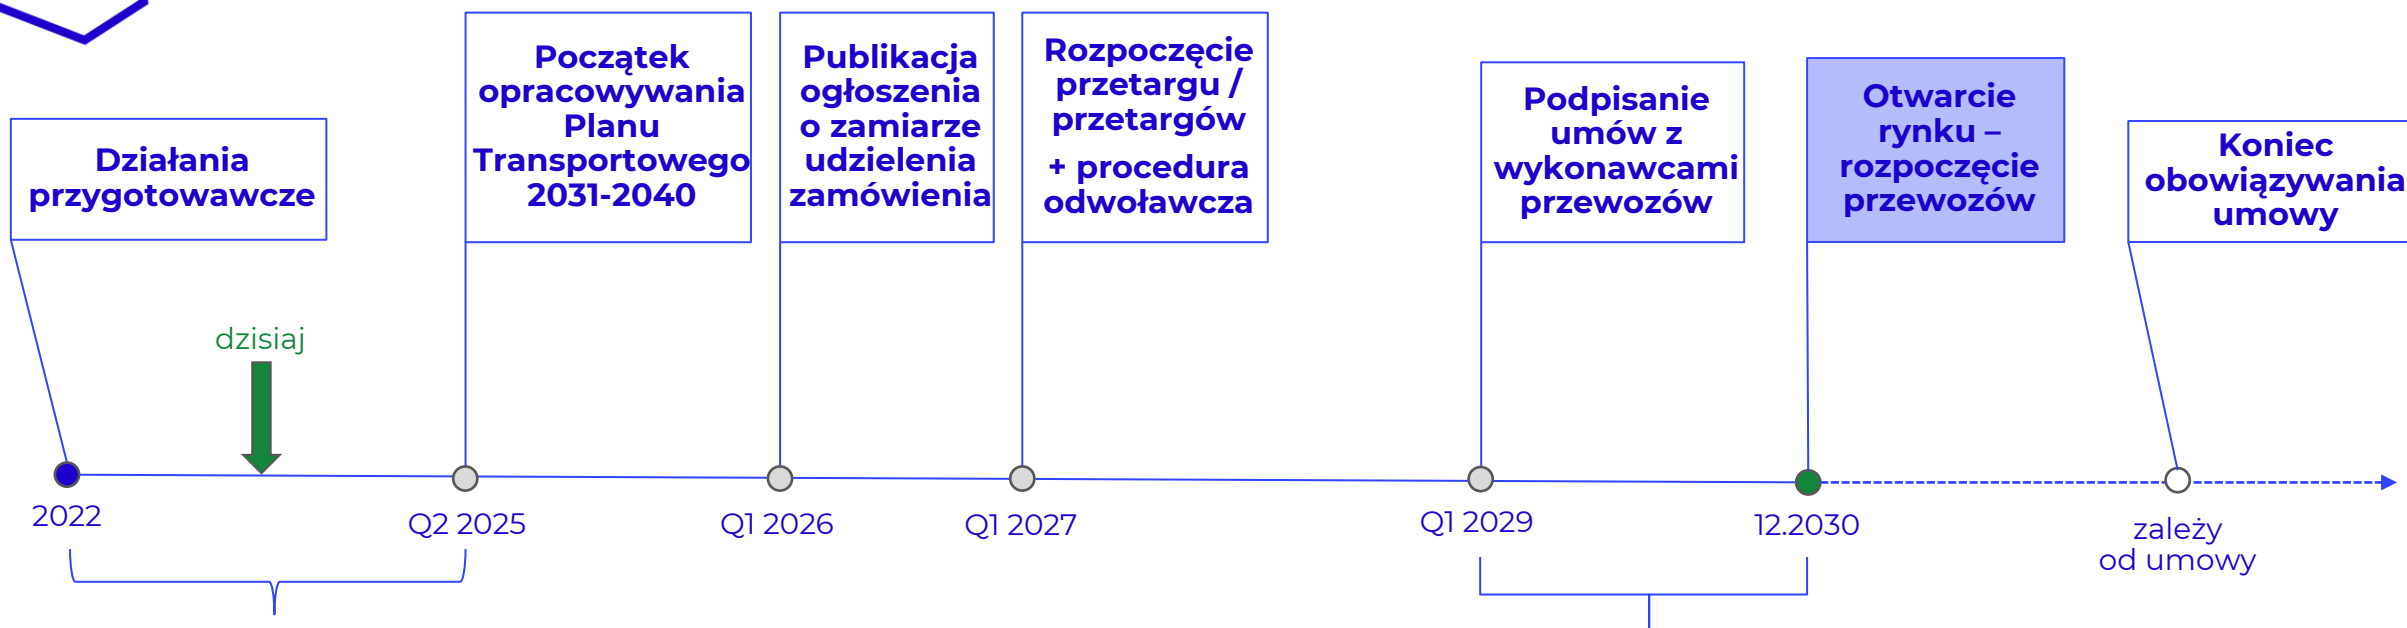 Działania
przygotowawcze
Początek
opracowywania
Planu
Transportowego
2031-2040
Publikacja
ogłoszenia
o zamiarze
udzielenia
zamówienia
Rozpoczęcie
przetargu /
przetargów
+ procedura
odwoławcza
Podpisanie
umów z
wykonawcami
przewozów
Otwarcie
rynku –
rozpoczęcie
przewozów
Koniec
obowiązywania
umowy
dzisiaj
2022
Q2 2025
Q1 2026
Q1 2027
Q1 2029
12.2030
zależy
od umowy